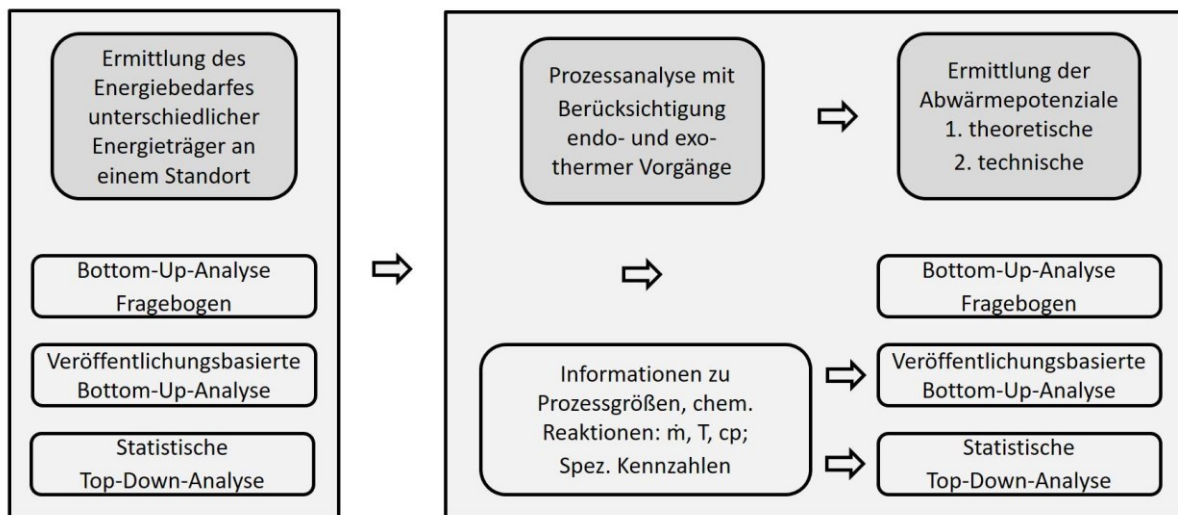 Ermittlung des
Energiebedarfes
unterschiedlicher
Energieträger an
einem Standort
Bottom-Up-Analyse
Fragebogen
Veröffentlichungsbasierte
Bottom-Up-Analyse
Statistische
Top-Down-Analyse
Prozessanalyse mit
Berücksichtigung
endo- und exo-
thermer Vorgänge
Informationen zu
Prozessgrößen, chem.
Reaktionen: ṁ, T, cp;
Spez. Kennzahlen
Ermittlung der
Abwärmepotenziale
1. theoretische
2. technische
Bottom-Up-Analyse
Fragebogen
Veröffentlichungsbasierte
Bottom-Up-Analyse
Statistische
Top-Down-Analyse